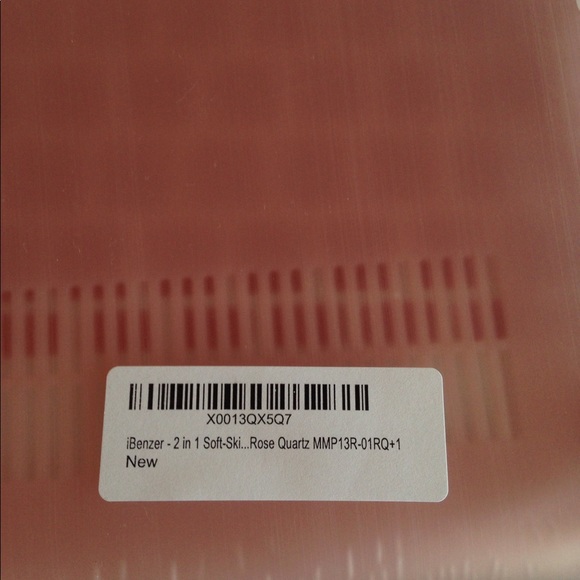 X0013QX5Q7
iBenzer - 2 in 1 Soft-Ski...Rose Quartz MMP13R-01RQ+1
New